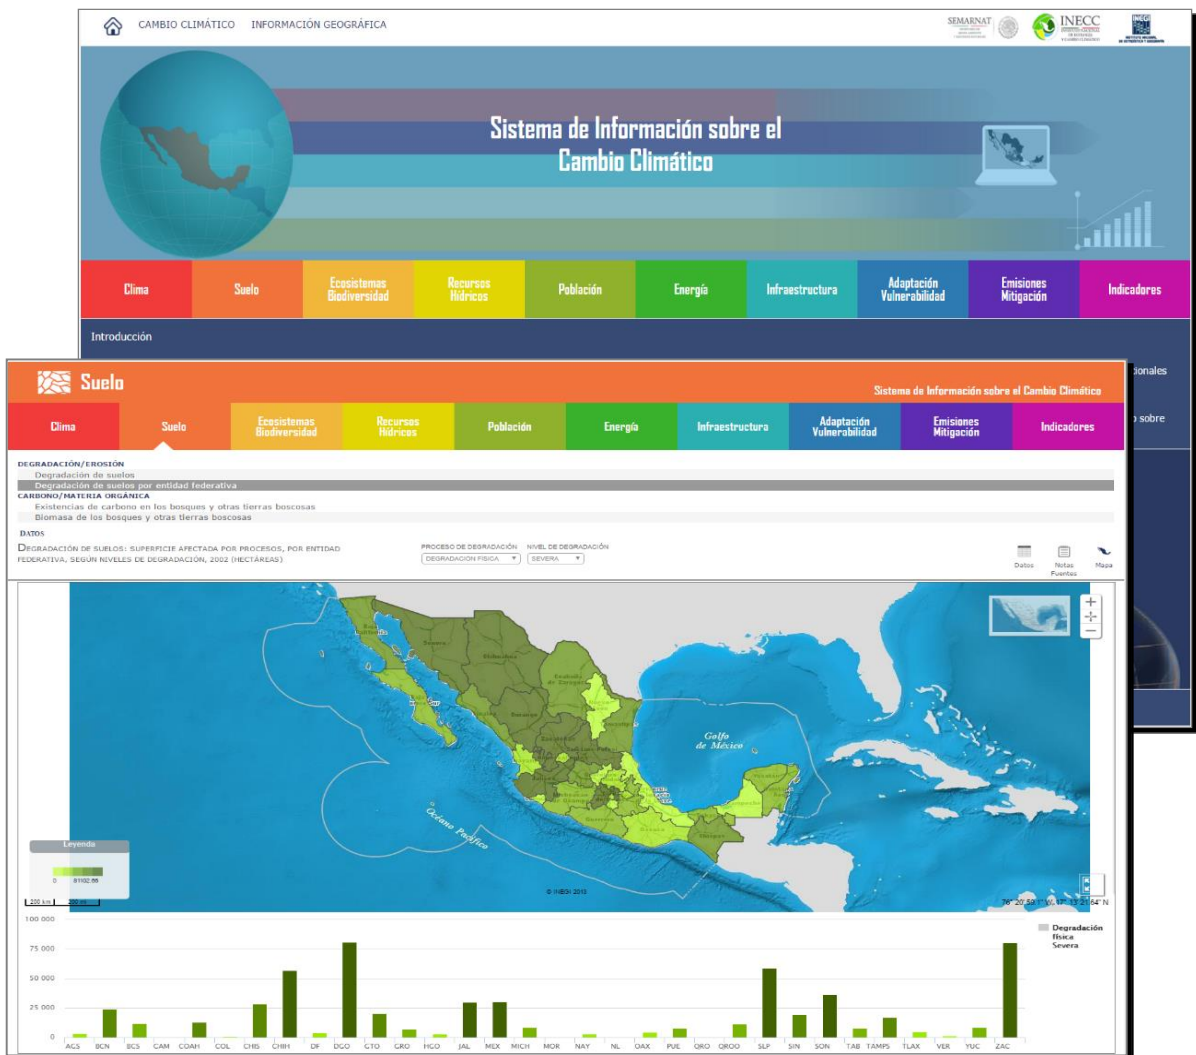 CAMBIO CLIMÁTICO INFORMACIÓN GEOGRÁFICA
SEMARNAT
INECC
INEGI
Sistema de Información sobre el
Cambio Climático
Clima
Suelo
Ecosistemas
Biodiversidad
Recursos
Hídricos
Población
Energía
Infraestructura
Adaptación
Vulnerabilidad
Emisiones
Mitigación
Indicadores
Introducción
cionales
o sobre
Suelo
Sistema de Información sobre el Cambio Climático
Clima
Suelo
Ecosistemas
Biodiversidad
Recursos
Hídricos
Población
Energía
Infraestructura
Adaptación
Vulnerabilidad
Emisiones
Mitigación
Indicadores
DEGRADACIÓN/EROSIÓN
Degradación de suelos
Degradación de suelos por entidad federativa
CARBONO/MATERIA ORGÁNICA
Existencias de carbono en los bosques y otras tierras boscosas
Biomasa de los bosques y otras tierras boscosas
DATOS
DEGRADACIÓN DE SUELOS: SUPERFICIE AFECTADA POR PROCESOS, POR ENTIDAD
FEDERATIVA, SEGÚN NIVELES DE DEGRADACIÓN, 2002 (HECTÁREAS)
PROCESO DE DEGRADACIÓN NIVEL DE DEGRADACIÓN
DEGRADACION FISICA SEVERA
Datos
Notas
Fuentes
Mapa
Golfo
de México
Océano Pacífico
Leyenda
0 81102.66
200 km
© INEGI 2013
100 000
75 000
50 000
25 000
0
Degradación
física
Severa
AGS BCN BCS CAM COAH COL CHIS CHIH DF DGO GTO GRO HGO JAL MEX MICH MOR NAY NL OAX PUE QRO QROO SLP SIN SON TAB TAMPS TLAX VER YUC ZAC